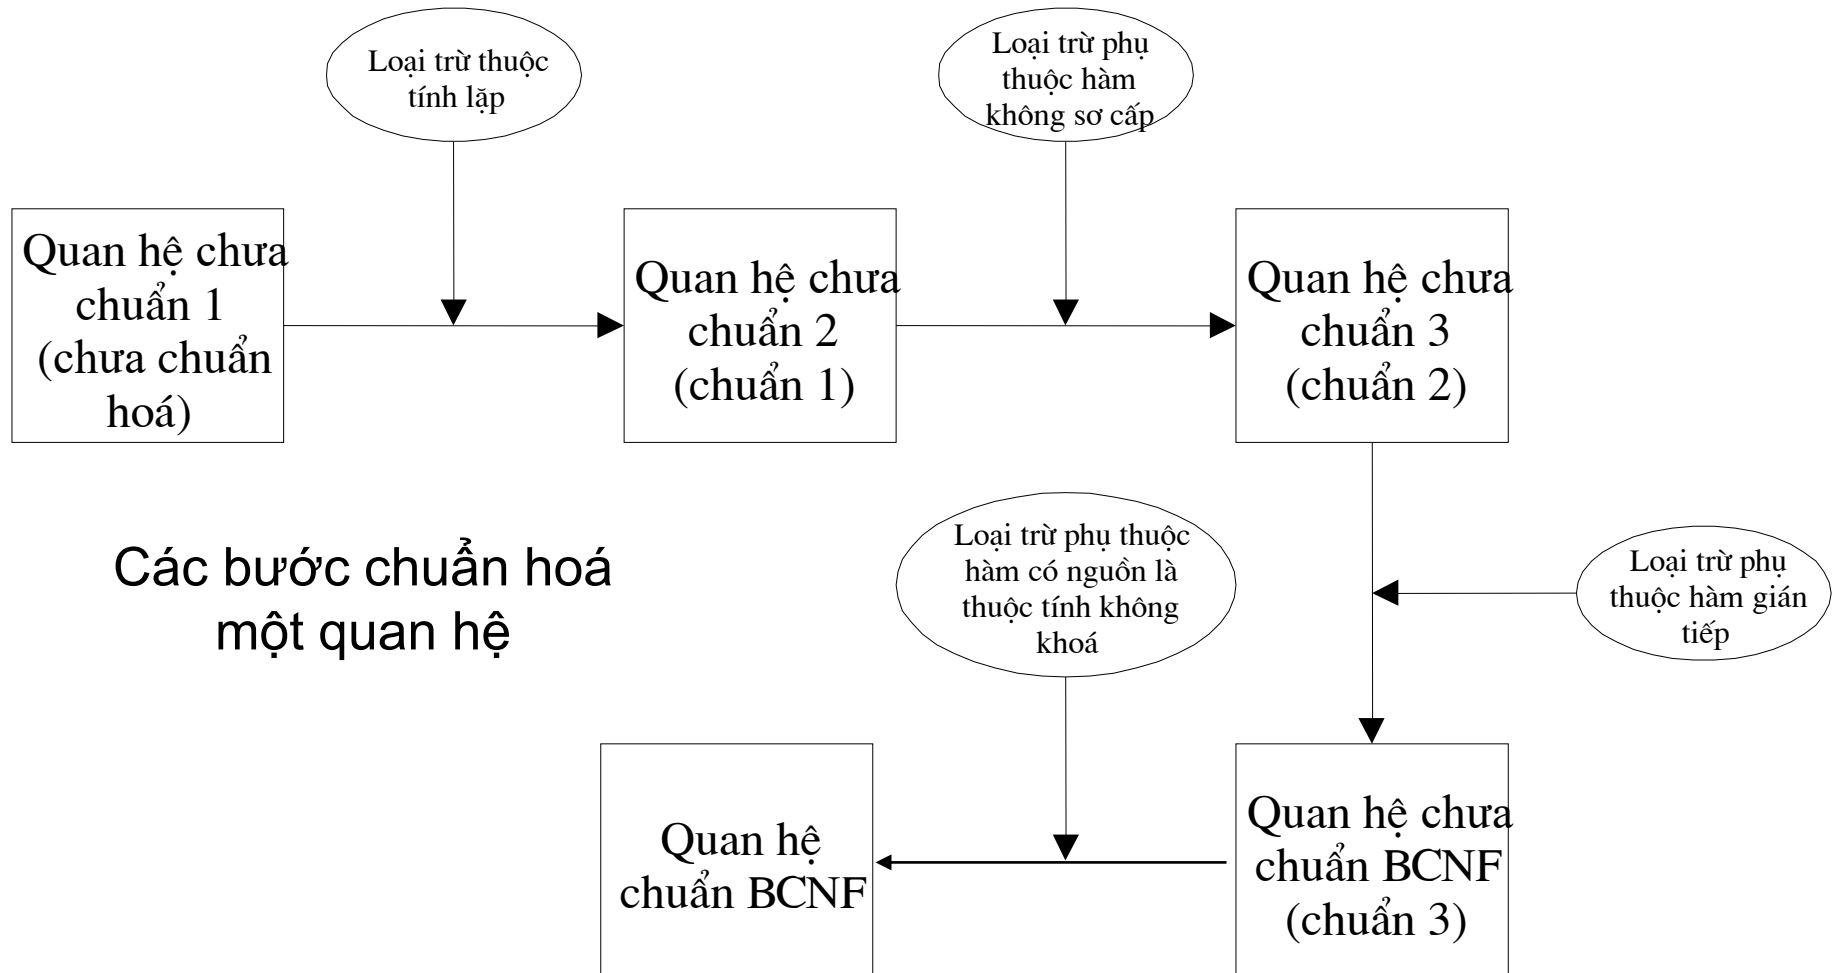 Loại trừ thuộc
tính lặp
Loại trừ phụ
thuộc hàm
không sơ cấp
Quan hệ chưa
chuẩn 1
(chưa chuẩn
hoá)
Quan hệ chưa
chuẩn 2
(chuẩn 1)
Quan hệ chưa
chuẩn 3
(chuẩn 2)
Các bước chuẩn hoá
một quan hệ
Loại trừ phụ thuộc
hàm có nguồn là
thuộc tính không
khoá
Loại trừ phụ
thuộc hàm gián
tiếp
Quan hệ
chuẩn BCNF
Quan hệ chưa
chuẩn BCNF
(chuẩn 3)